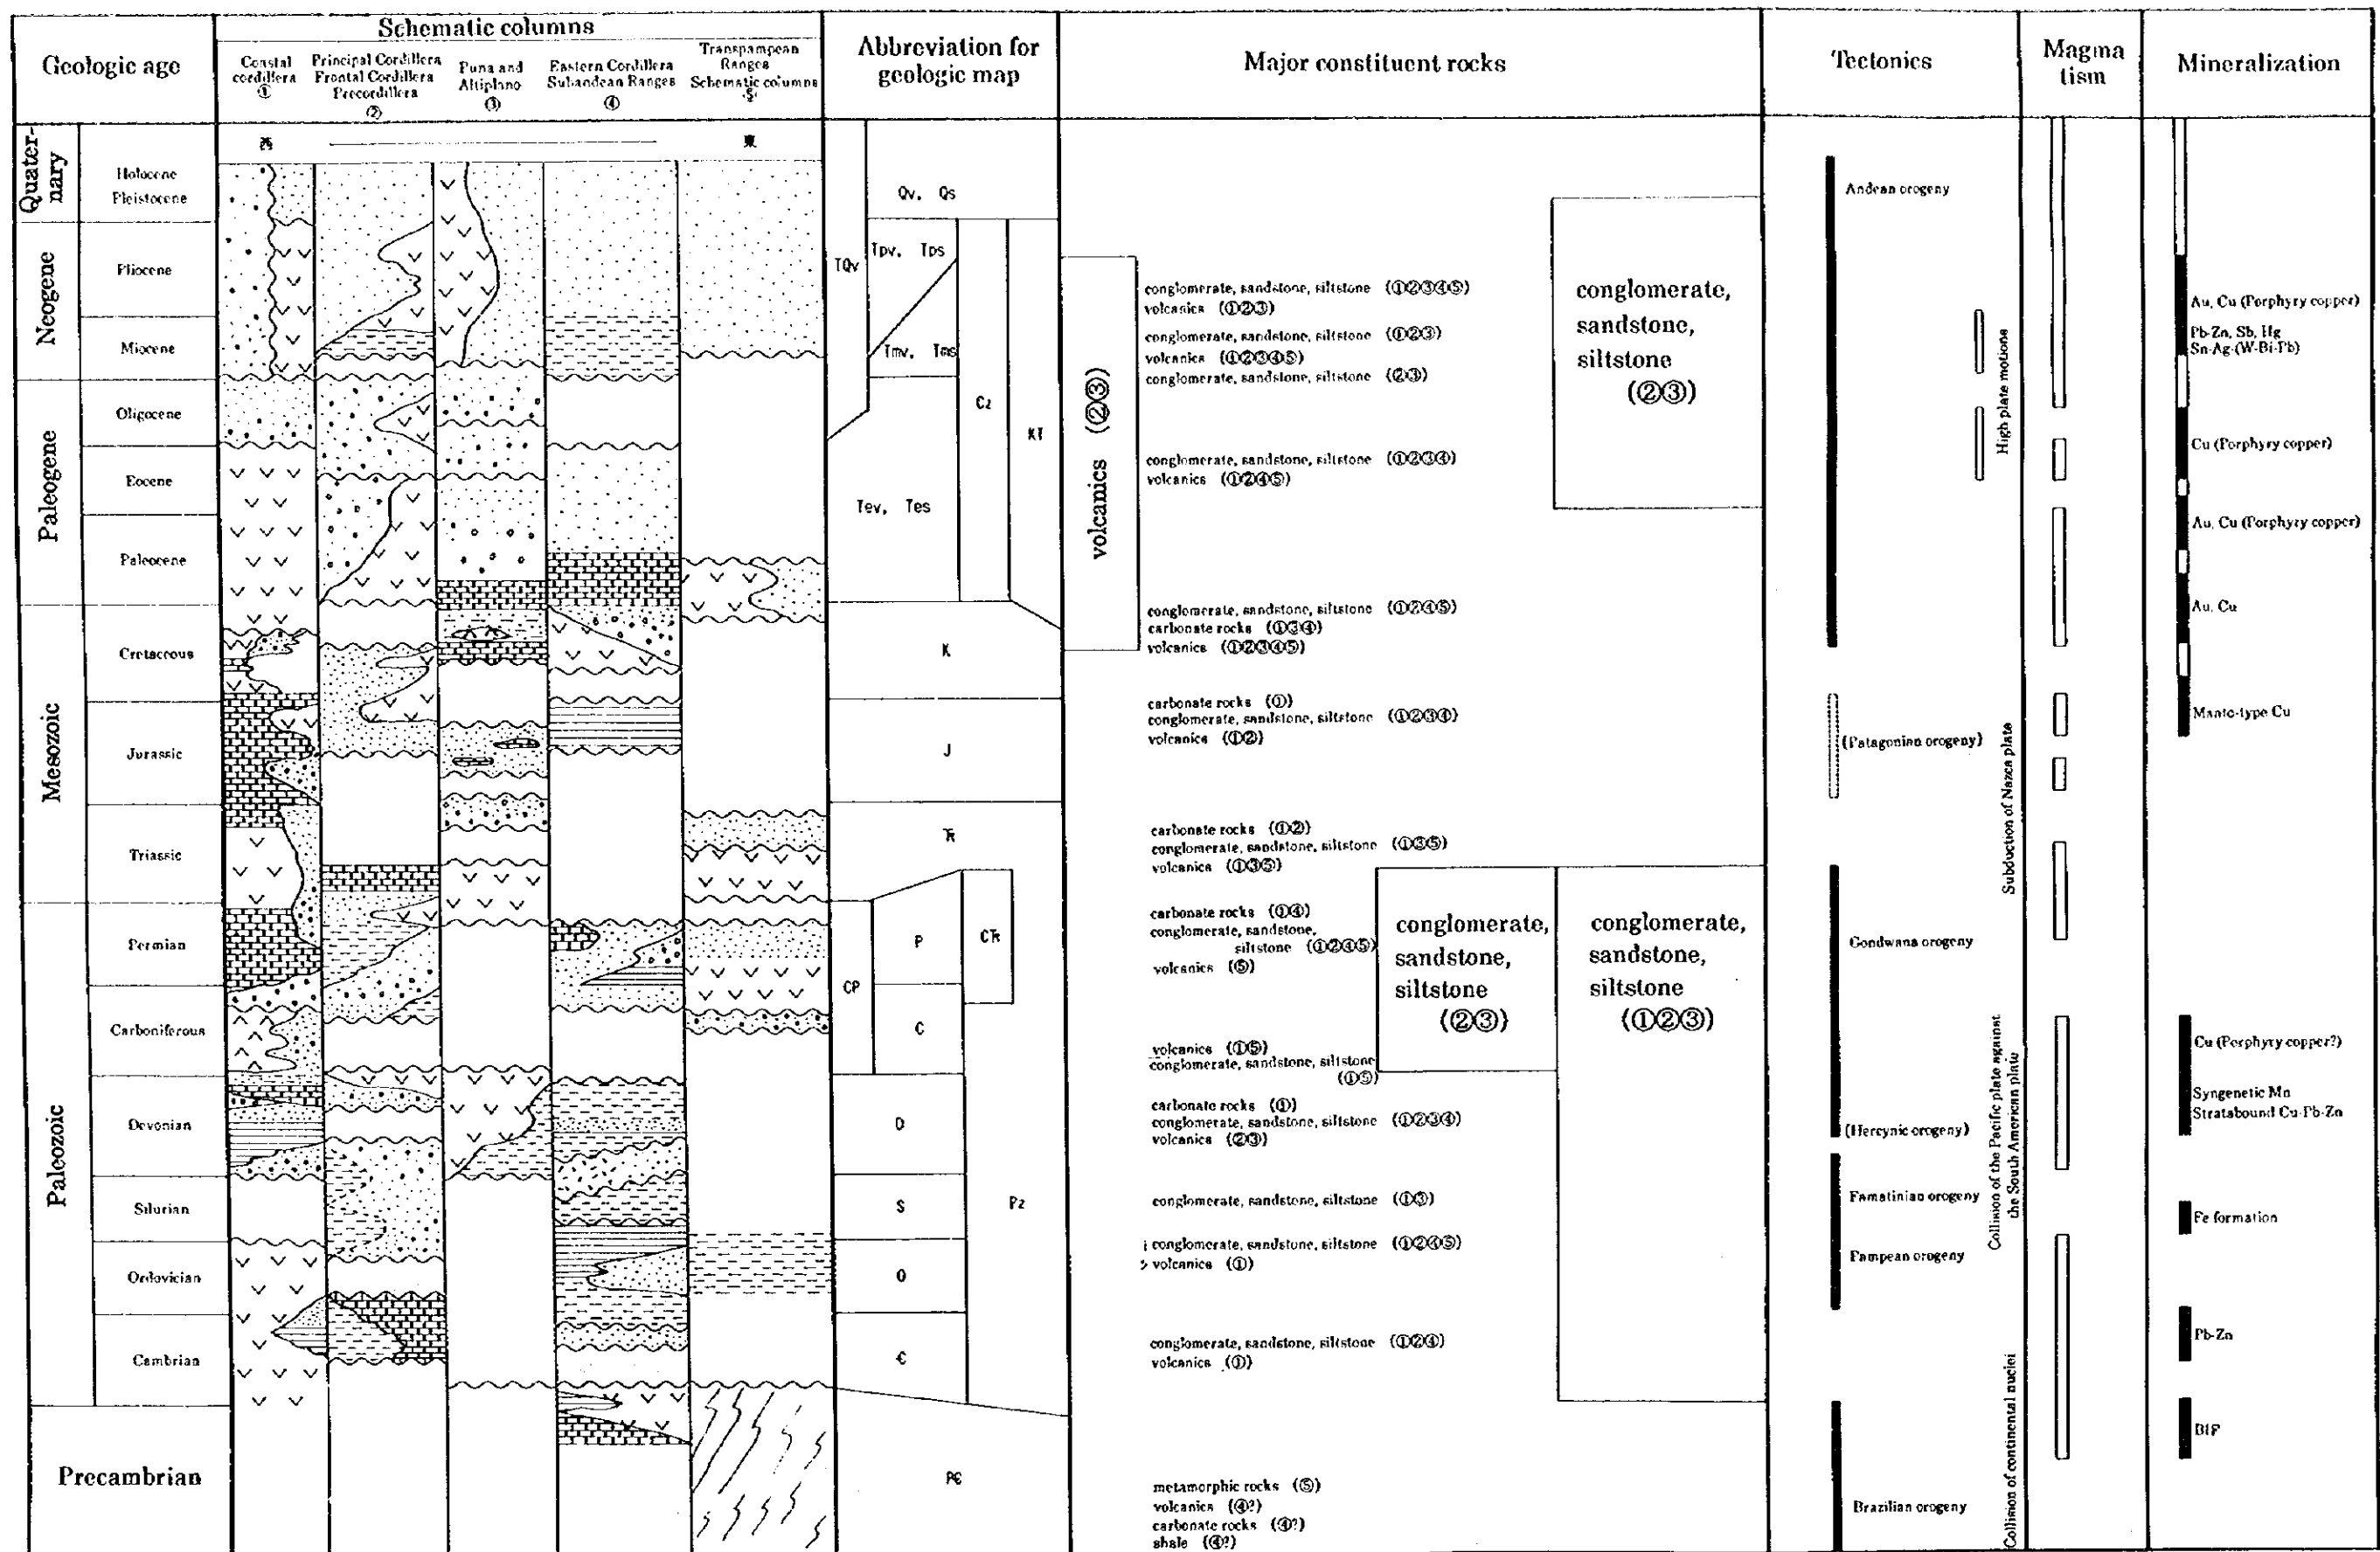 Geologic age
Schematic columns
Coastal
cordillera
①
Principal Cordillera
Frontal Cordillera
Precordillera
②
Puna and
Altiplano
③
Eastern Cordillera
Subandean Ranges
④
Transpampean
Ranges
Schematic columns
⑤
Abbreviation for
geologic map
Major constituent rocks
Tectonics
Magma
tism
Mineralization
西
東
Quater-
nary
Holocene
Pleistocene
Neogene
Pliocene
Miocene
Paleogene
Oligocene
Eocene
Paleocene
Mesozoic
Cretaceous
Jurassic
Triassic
Paleozoic
Permian
Carboniferous
Devonian
Silurian
Ordovician
Cambrian
Precambrian
Qv, Qs
TQv
Tpv, Tps
Tmv, Tms
Cz
KT
Tev, Tes
K
J
TR
P
CTR
CP
C
D
S
Pz
O
Є
PЄ
volcanics (②③)
conglomerate, sandstone, siltstone (①②③④⑤)
volcanics (①②③)
conglomerate, sandstone, siltstone (①②③)
volcanics (①②③④⑤)
conglomerate, sandstone, siltstone (②③)
conglomerate, sandstone, siltstone (①②③④)
volcanics (①②④⑤)
conglomerate, sandstone, siltstone (①②④⑤)
carbonate rocks (①③④)
volcanics (①②③④⑤)
carbonate rocks (①)
conglomerate, sandstone, siltstone (①②③④)
volcanics (①②)
carbonate rocks (①②)
conglomerate, sandstone, siltstone (①③⑤)
volcanics (①③⑤)
carbonate rocks (①④)
conglomerate, sandstone,
siltstone (①②④⑤)
volcanics (⑤)
volcanics (①⑤)
conglomerate, sandstone, siltstone
(①⑤)
carbonate rocks (①)
conglomerate, sandstone, siltstone (①②③④)
volcanics (②③)
conglomerate, sandstone, siltstone (①③)
conglomerate, sandstone, siltstone (①②④⑤)
volcanics (①)
conglomerate, sandstone, siltstone (①②④)
volcanics (①)
metamorphic rocks (⑤)
volcanics (④?)
carbonate rocks (④?)
shale (④?)
conglomerate,
sandstone,
siltstone
(②③)
conglomerate,
sandstone,
siltstone
(②③)
conglomerate,
sandstone,
siltstone
(①②③)
Andean orogeny
(Patagonian orogeny)
Gondwana orogeny
(Hercynic orogeny)
Famatinian orogeny
Pampean orogeny
Brazilian orogeny
High plate motions
Subduction of Nazca plate
Collision of the Pacific plate against
the South American plate
Collision of continental nuclei
Au, Cu (Porphyry copper)
Pb-Zn, Sb, Hg
Sn-Ag-(W-Bi-Pb)
Cu (Porphyry copper)
Au, Cu (Porphyry copper)
Au, Cu
Manto-type Cu
Cu (Porphyry copper?)
Syngenetic Mn
Stratabound Cu-Pb-Zn
Fe formation
Pb-Zn
BIF